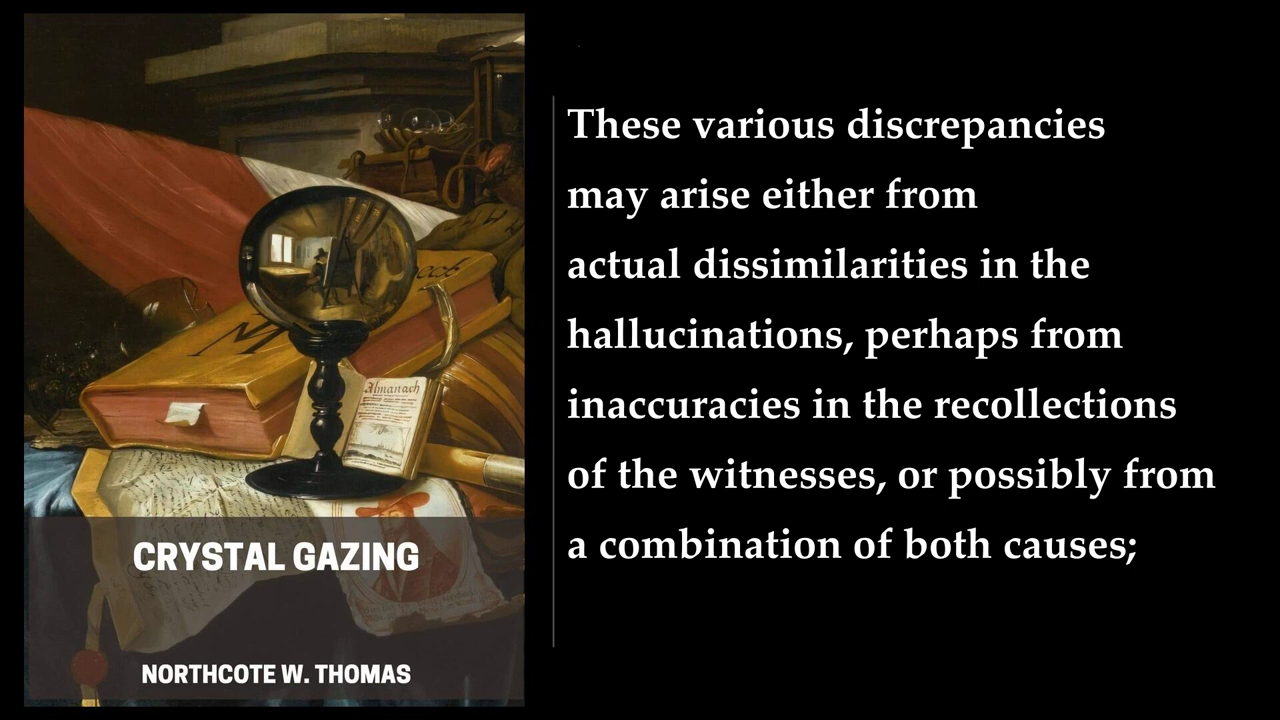 M
Almanach
CRYSTAL GAZING
NORTHCOTE W. THOMAS
These various discrepancies
may arise either from
actual dissimilarities in the
hallucinations, perhaps from
inaccuracies in the recollections
of the witnesses, or possibly from
a combination of both causes;